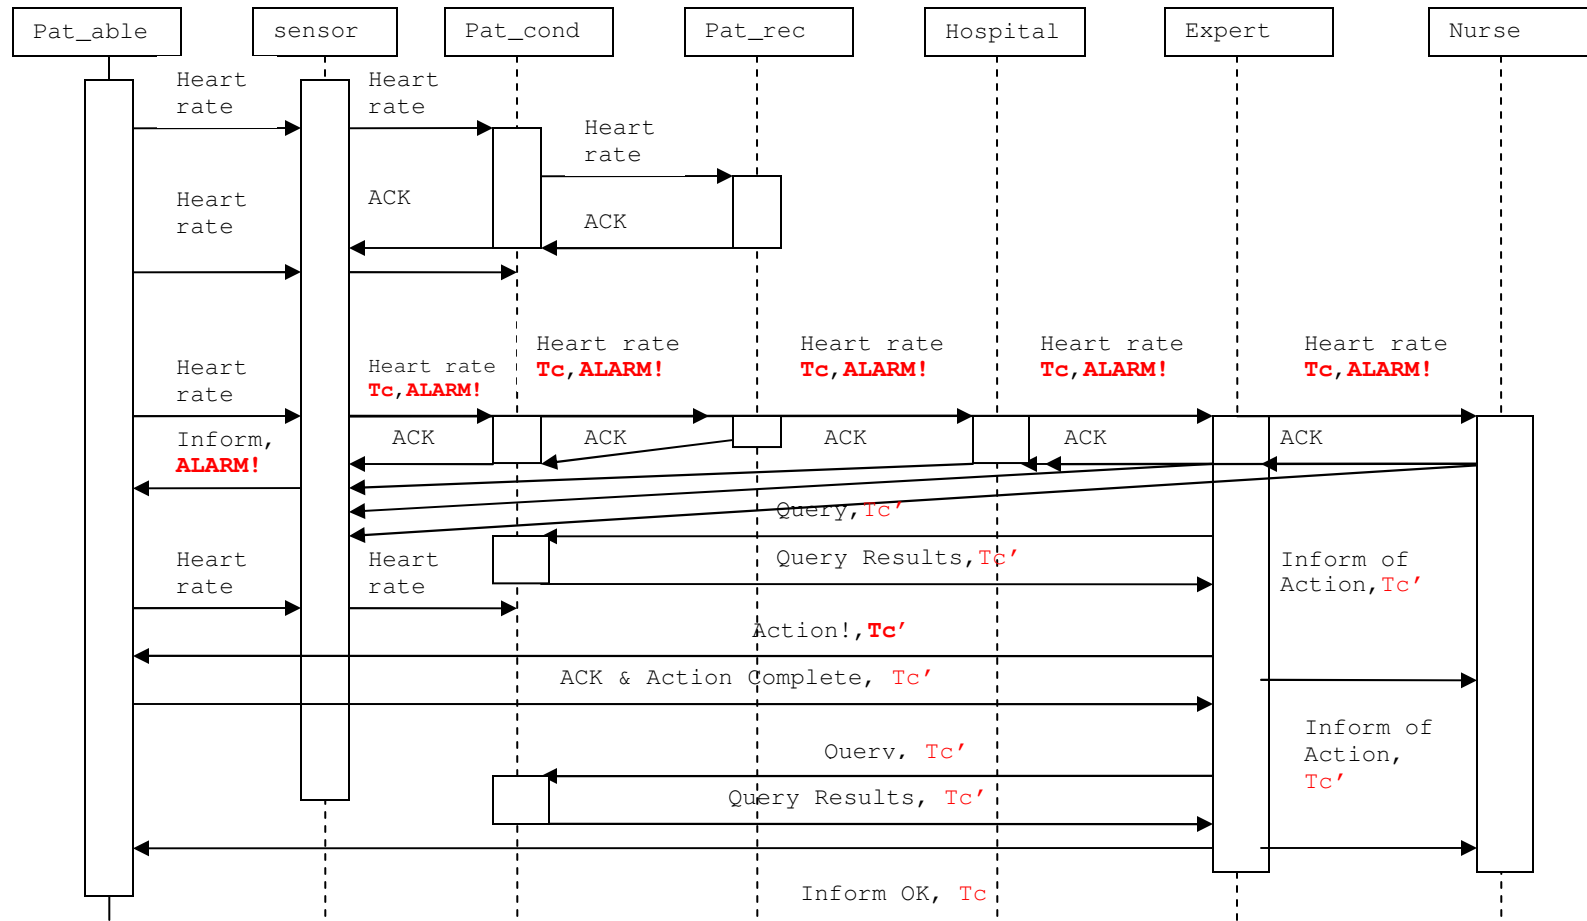 Pat_able
sensor
Pat_cond
Pat_rec
Hospital
Expert
Nurse
Heart
rate
Heart
rate
Heart
rate
Heart
rate
ACK
ACK
Heart rate
Tc,ALARM!
Heart rate
Tc,ALARM!
Heart rate
Tc,ALARM!
Heart rate
Tc,ALARM!
Heart
rate
Heart rate
Tc,ALARM!
Inform,
ALARM!
ACK
ACK
ACK
ACK
ACK
Query,Tc’
Heart
rate
Heart
rate
Query Results,Tc’
Inform of
Action,Tc’
Action!,Tc’
ACK & Action Complete, Tc’
Inform of
Action,
Tc’
Query, Tc’
Query Results, Tc’
Inform OK, Tc